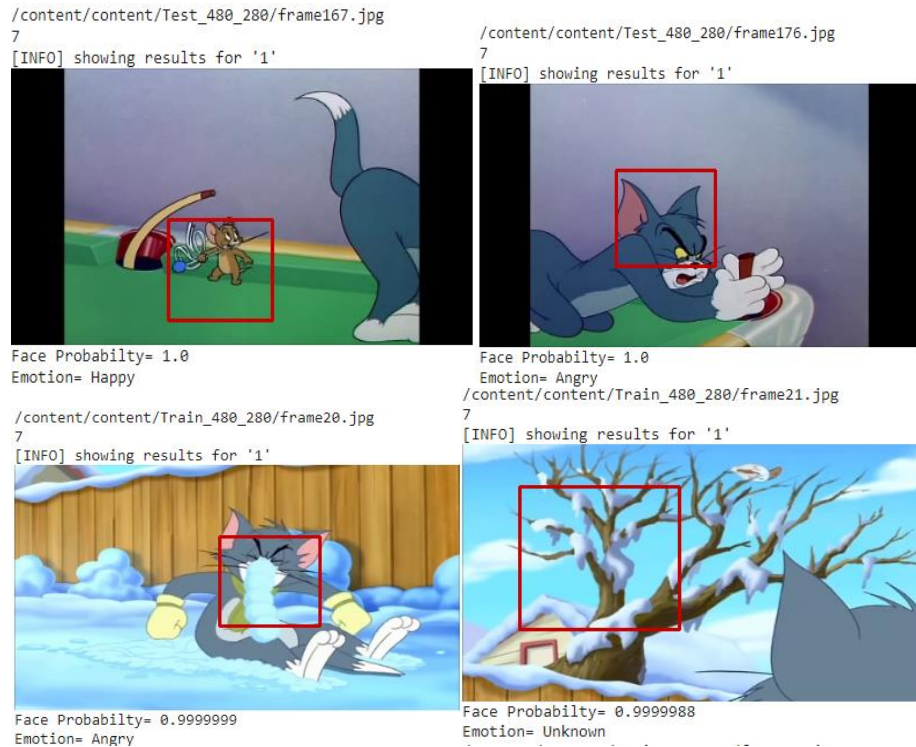 /content/content/Test_480_280/frame167.jpg
7
[INFO] showing results for '1'
Face Probabilty= 1.0
Emotion= Happy
/content/content/Test_480_280/frame176.jpg
7
[INFO] showing results for '1'
Face Probabilty= 1.0
Emotion= Angry
/content/content/Train_480_280/frame20.jpg
7
[INFO] showing results for '1'
Face Probabilty= 0.9999999
Emotion= Angry
/content/content/Train_480_280/frame21.jpg
7
[INFO] showing results for '1'
Face Probabilty= 0.9999988
Emotion= Unknown